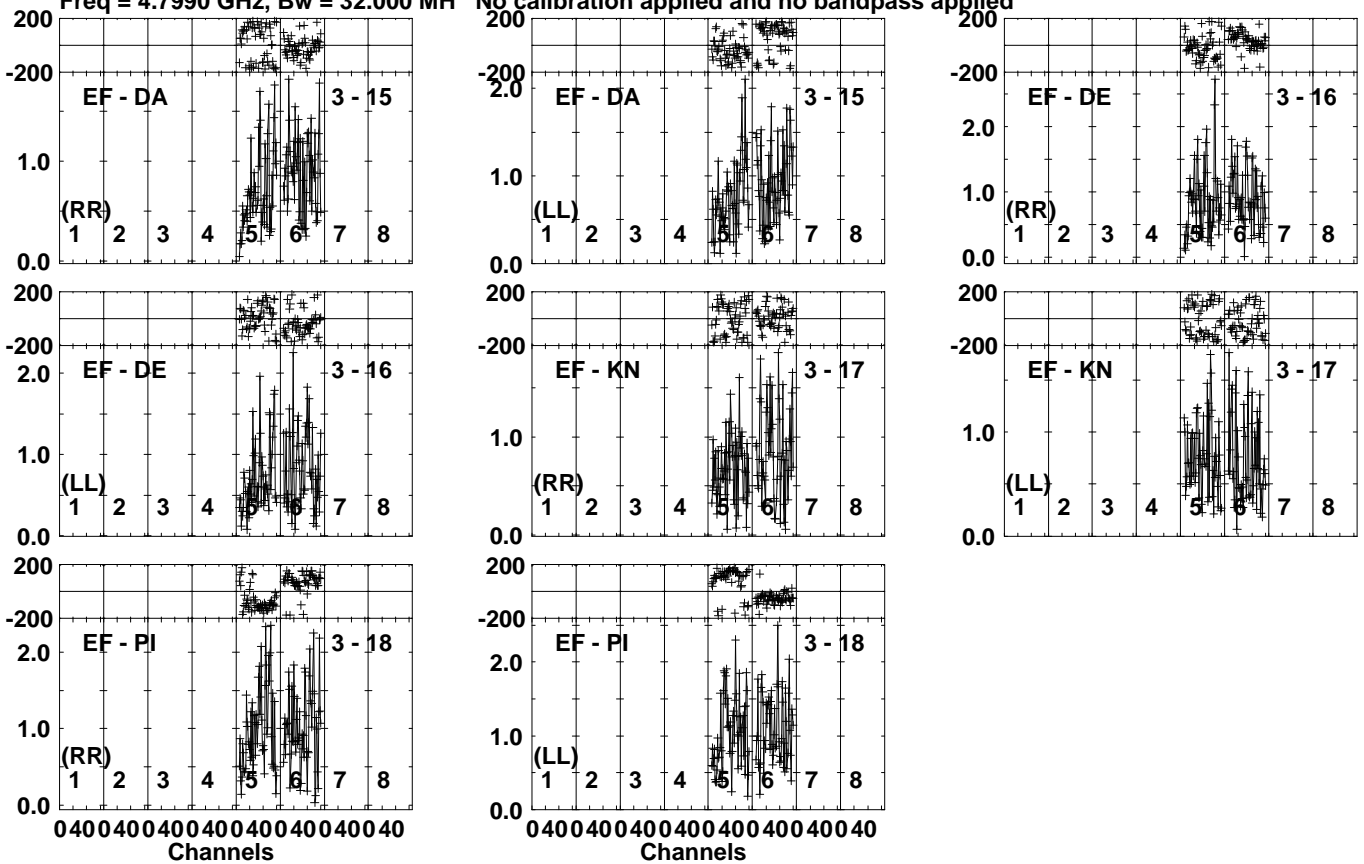 Freq = 4.7990 GHz, Bw = 32.000 MH No calibration applied and no bandpass applied
200 200 200
-200 -200 -200
EF - DA 3 - 15 EF - DA 3 - 15 EF - DE 3 - 16
2.0 2.0
1.0 1.0 1.0
(RR) (LL) (RR)
1 2 3 4 5 6 7 8 1 2 3 4 5 6 7 8 1 2 3 4 5 6 7 8
0.0 0.0 0.0
200 200 200
-200 -200 -200
EF - DE 3 - 16 EF - KN 3 - 17 EF - KN 3 - 17
2.0
1.0 1.0 1.0
(LL) (RR) (LL)
1 2 3 4 5 6 7 8 1 2 3 4 5 6 7 8 1 2 3 4 5 6 7 8
0.0 0.0 0.0
200 200
-200 -200
EF - PI 3 - 18 EF - PI 3 - 18
2.0 2.0
1.0 1.0
(RR) (LL)
1 2 3 4 5 6 7 8 1 2 3 4 5 6 7 8
0.0 0.0
0 40 0 40 0 40 0 40 0 40 0 40 0 40 0 40 0 40 0 40 0 40 0 40 0 40 0 40 0 40 0 40
Channels Channels